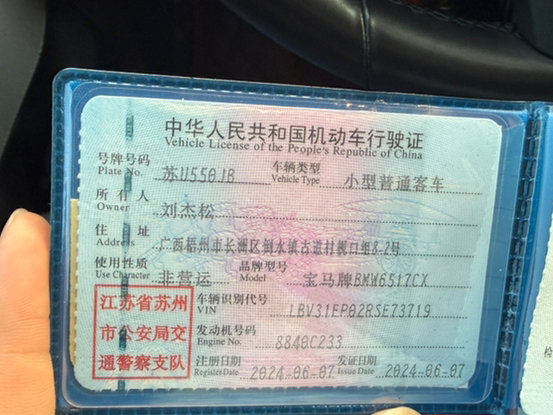 中华人民共和国机动车行驶证
Vehicle License of the People's Republic of China
号牌号码 Plate No. 苏U550JB 车辆类型 Vehicle Type 小型普通客车
所有人 Owner 刘杰松
住址 Address 广西梧州市长洲区倒水镇古道村枧口里8-2号
使用性质 Use Character 非营运 品牌型号 Model 宝马牌BMW6517CX
江苏省苏州市公安局交通警察支队
车辆识别代号 VIN LBV31FP02RSE73719
发动机号码 Engine No. 8840C233
注册日期 Register Date 2024-06-07 发证日期 Issue Date 2024-06-07
检